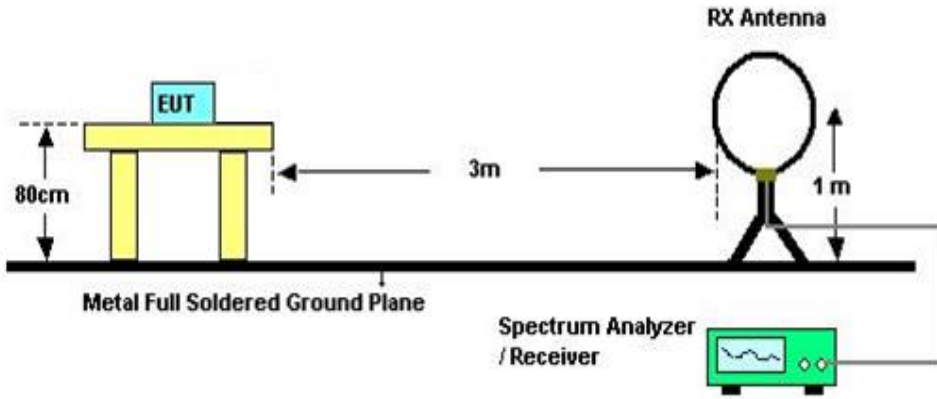 RX Antenna
EUT
3m
80cm
1 m
Metal Full Soldered Ground Plane
Spectrum Analyzer
/ Receiver